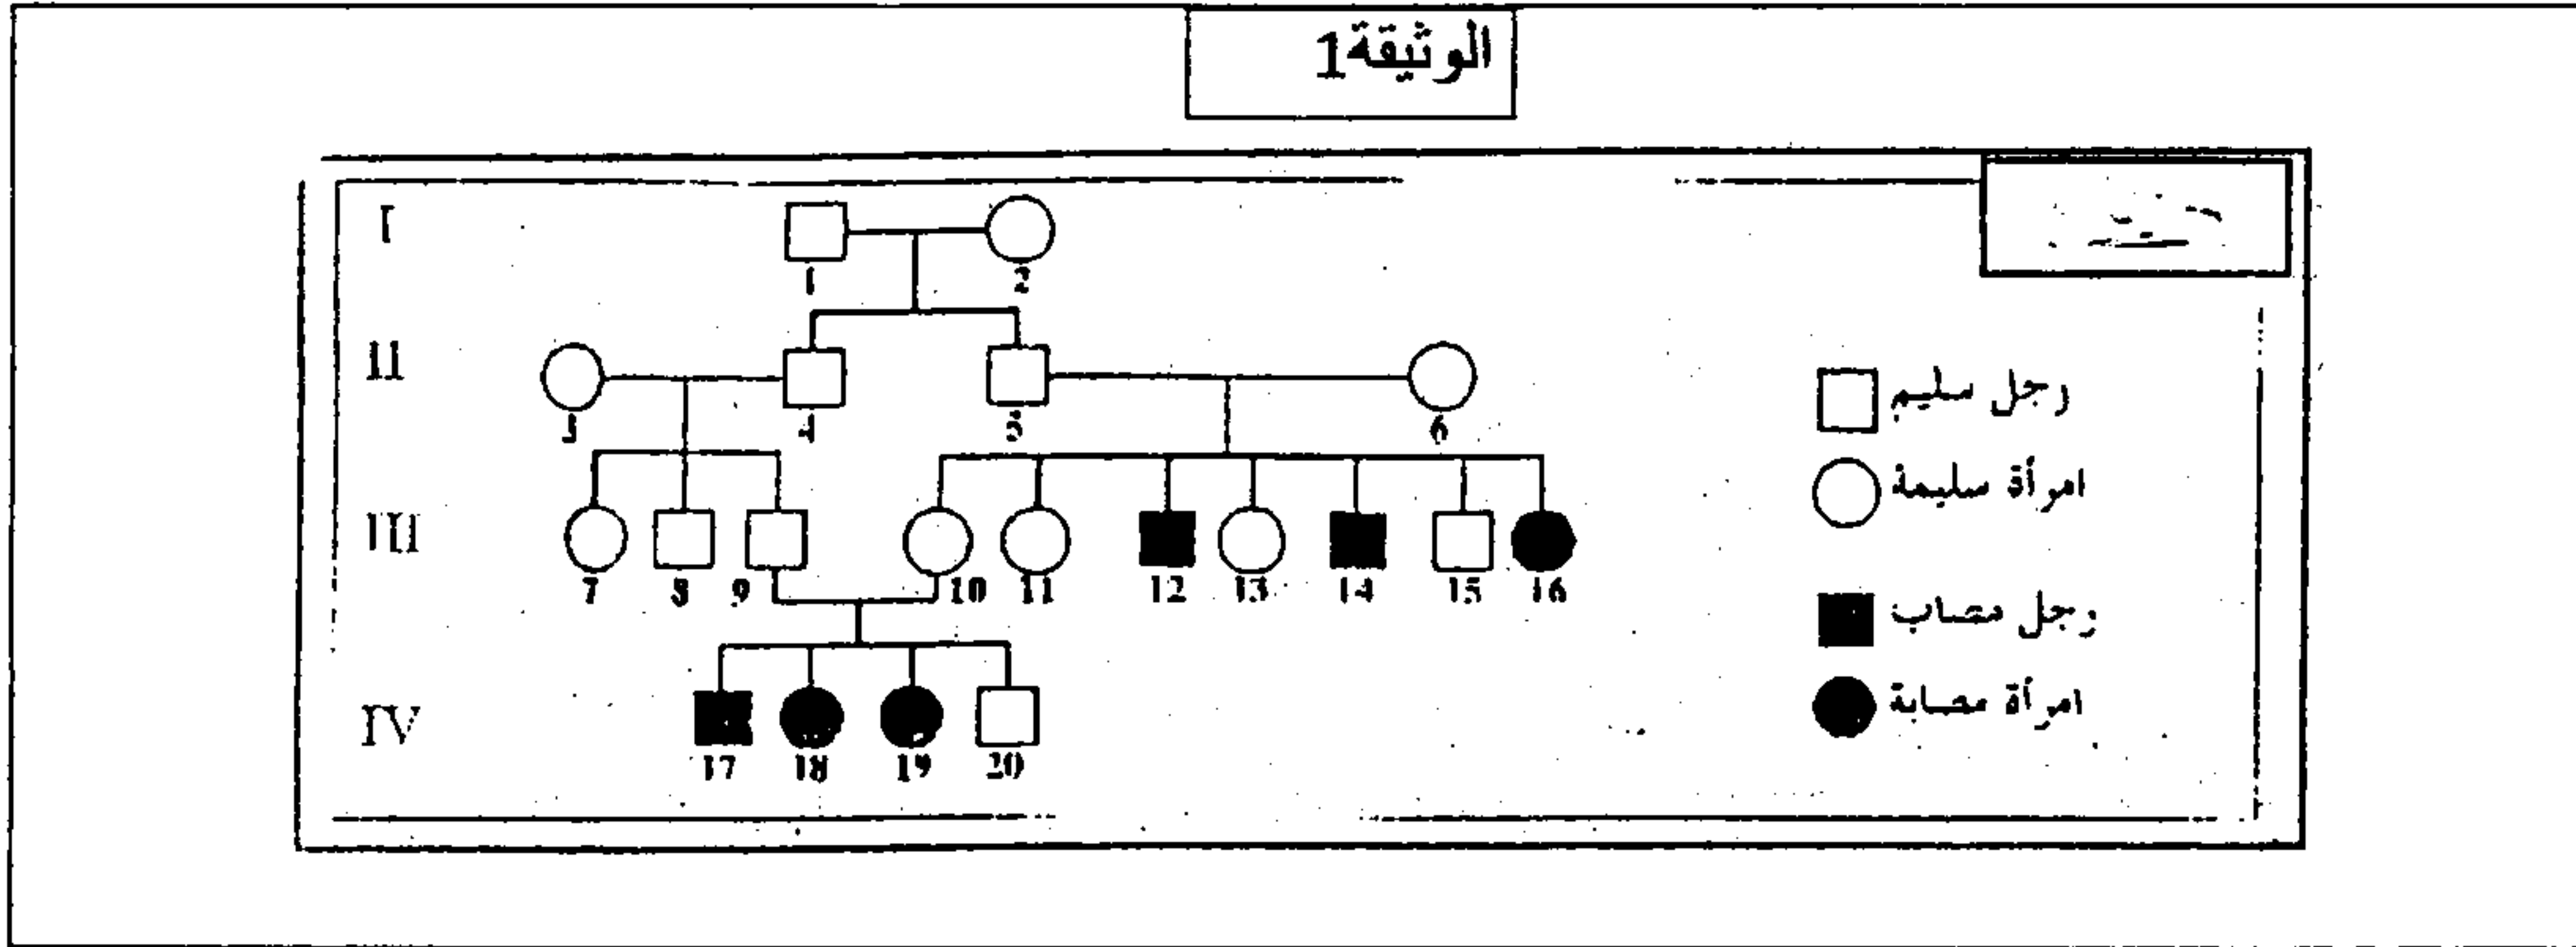 الوثيقة1
I
1 2
II
3 4 5 6
رجل سليم
امرأة سليمة
III
7 8 9 10 11 12 13 14 15 16
رجل مصاب
امرأة مصابة
IV
17 18 19 20